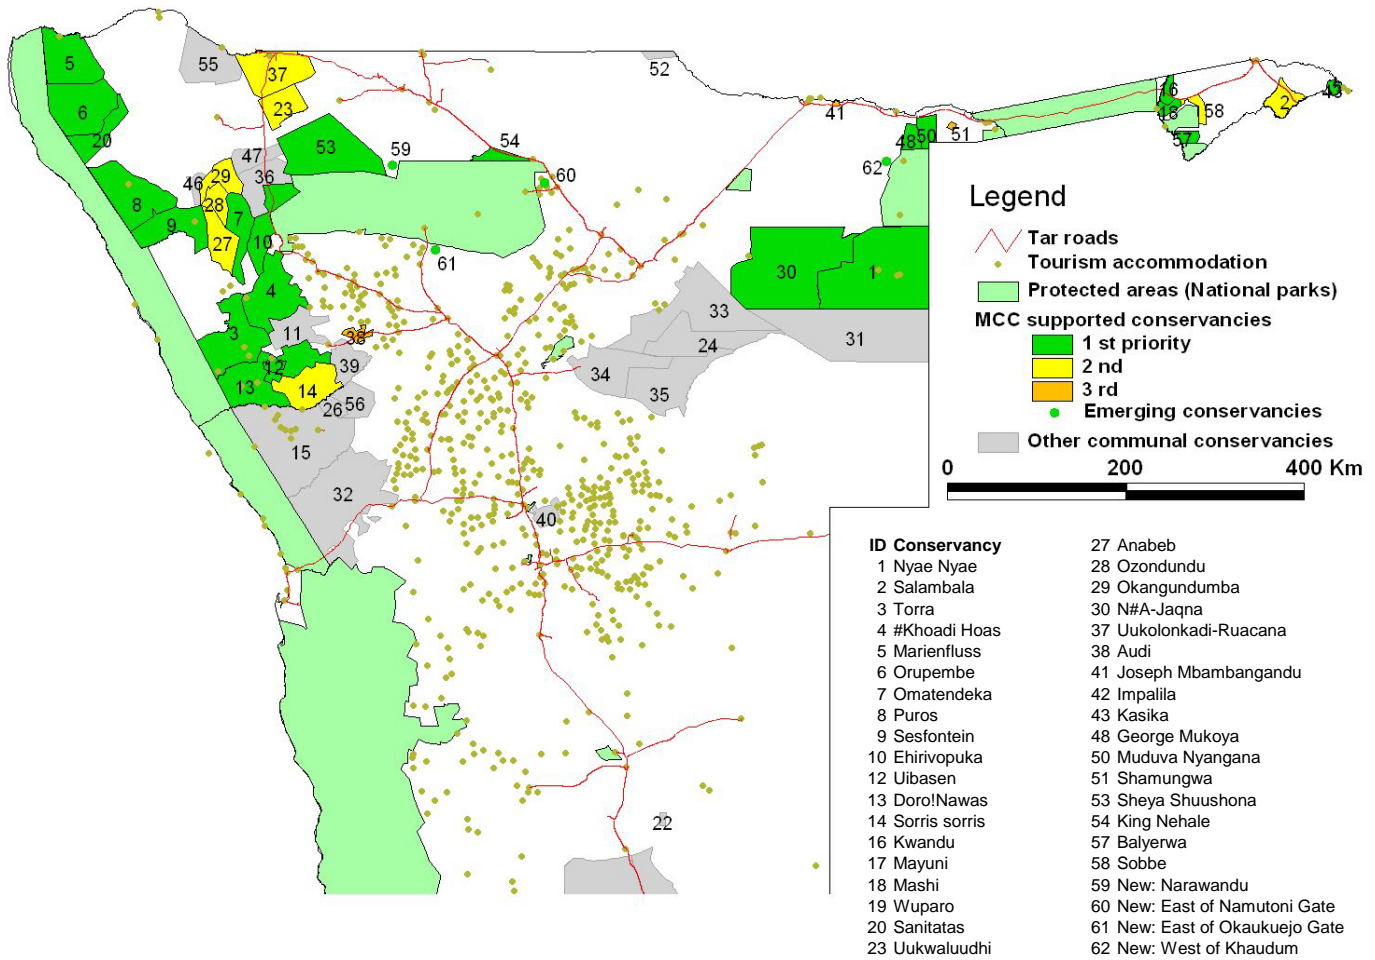 5
6
20
55
37
23
47
36
46
29
28
27
7
8
9
10
53
59
54
60
61
52
41
48
50
51
62
16
18
57
58
2
43
4
3
11
38
12
13
14
39
26
56
15
32
30
1
33
24
31
34
35
40
22
Legend
Tar roads
Tourism accommodation
Protected areas (National parks)
MCC supported conservancies
1 st priority
2 nd
3 rd
Emerging conservancies
Other communal conservancies
0 200 400 Km
ID Conservancy
1 Nyae Nyae
2 Salambala
3 Torra
4 #Khoadi Hoas
5 Marienfluss
6 Orupembe
7 Omatendeka
8 Puros
9 Sesfontein
10 Ehirivopuka
12 Uibasen
13 Doro!Nawas
14 Sorris sorris
16 Kwandu
17 Mayuni
18 Mashi
19 Wuparo
20 Sanitatas
23 Uukwaluudhi
27 Anabeb
28 Ozondundu
29 Okangundumba
30 N#A-Jaqna
37 Uukolonkadi-Ruacana
38 Audi
41 Joseph Mbambangandu
42 Impalila
43 Kasika
48 George Mukoya
50 Muduva Nyangana
51 Shamungwa
53 Sheya Shuushona
54 King Nehale
57 Balyerwa
58 Sobbe
59 New: Narawandu
60 New: East of Namutoni Gate
61 New: East of Okaukuejo Gate
62 New: West of Khaudum